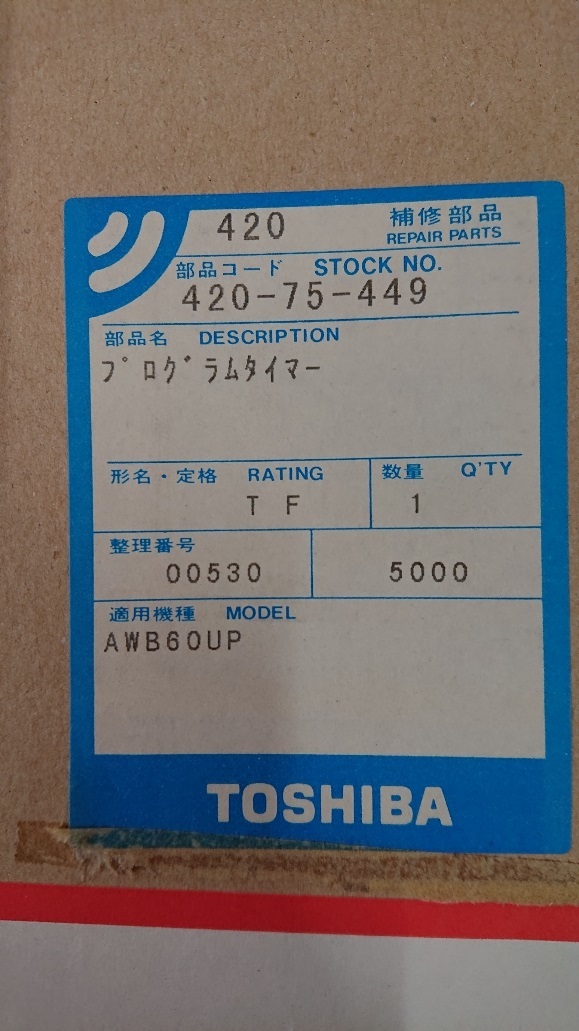 420 補修部品
REPAIR PARTS
部品コード STOCK NO.
420-75-449
部品名 DESCRIPTION
ﾌﾟﾛｸﾞﾗﾑﾀｲﾏｰ
形名・定格 RATING 数量 Q'TY
T F 1
整理番号
00530 5000
適用機種 MODEL
AWB60UP
TOSHIBA